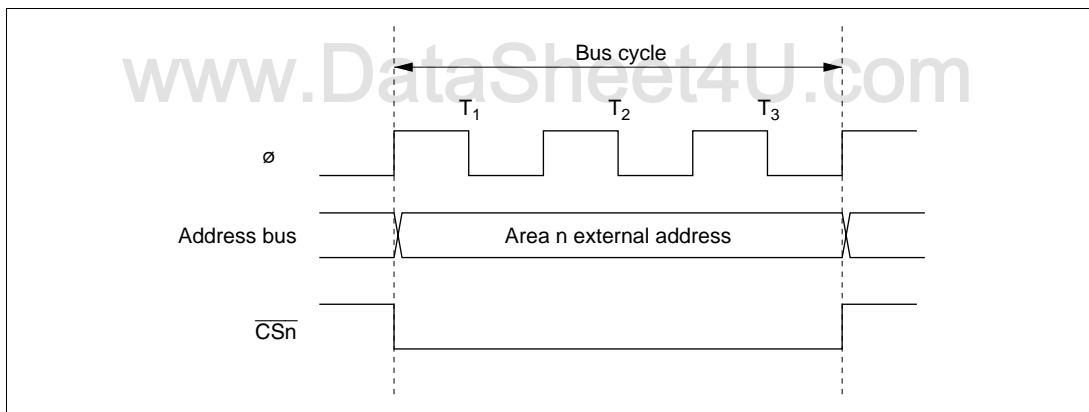 www.DataSheet4U.com
Bus cycle
T1 T2 T3
ø
Address bus Area n external address
CSn